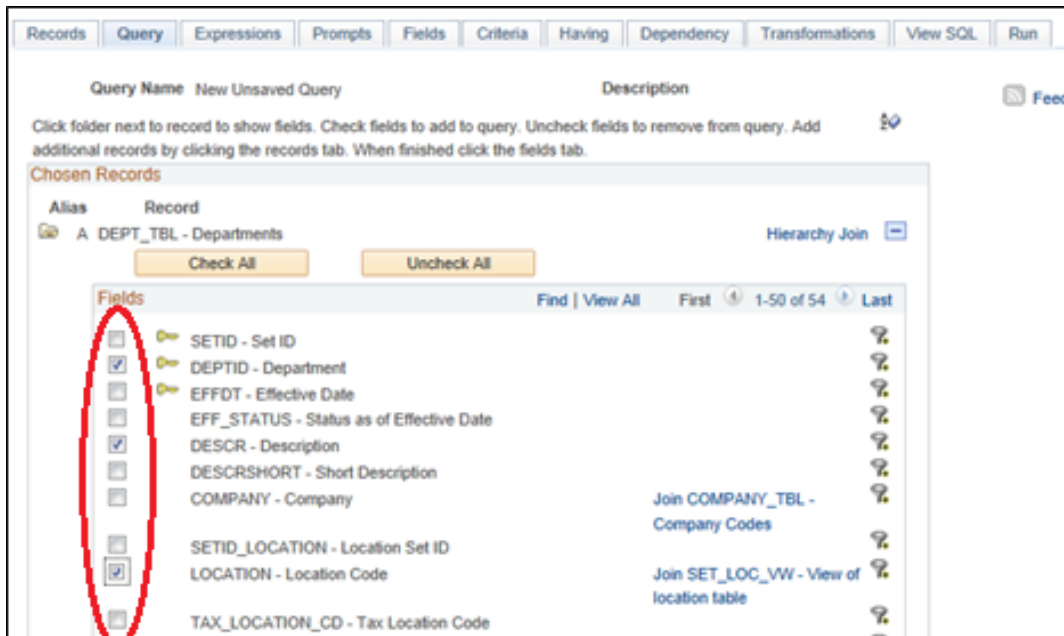 Records Query Expressions Prompts Fields Criteria Having Dependency Transformations View SQL Run
Query Name New Unsaved Query Description
Feed
Click folder next to record to show fields. Check fields to add to query. Uncheck fields to remove from query. Add
additional records by clicking the records tab. When finished click the fields tab.
Chosen Records
Alias Record
A DEPT_TBL - Departments Hierarchy Join
Check All Uncheck All
Fields Find | View All First 1-50 of 54 Last
SETID - Set ID
DEPTID - Department
EFFDT - Effective Date
EFF_STATUS - Status as of Effective Date
DESCR - Description
DESCRSHORT - Short Description
COMPANY - Company Join COMPANY_TBL -
Company Codes
SETID_LOCATION - Location Set ID
LOCATION - Location Code Join SET_LOC_VW - View of
location table
TAX_LOCATION_CD - Tax Location Code